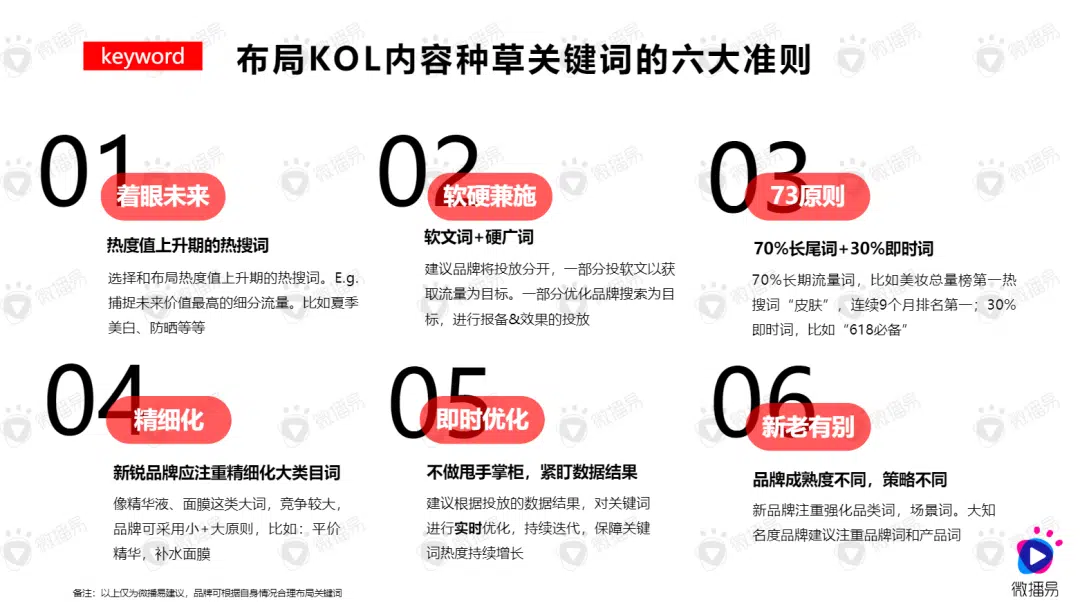 keyword
布局KOL内容种草关键词的六大准则
01
着眼未来
热度值上升期的热搜词
选择和布局热度值上升期的热搜词。E.g.
捕捉未来价值最高的细分流量。比如夏季
美白、防晒等等
02
软硬兼施
软文词+硬广词
建议品牌将投放分开，一部分投软文以获
取流量为目标。一部分优化品牌搜索为目
标，进行报备&效果的投放
03
73原则
70%长尾词+30%即时词
70%长期流量词，比如美妆总量榜第一热
搜词“皮肤”，连续9个月排名第一；30%
即时词，比如“618必备”
04
精细化
新锐品牌应注重精细化大类目词
像精华液、面膜这类大词，竞争较大，
品牌可采用小+大原则，比如：平价
精华，补水面膜
05
即时优化
不做甩手掌柜，紧盯数据结果
建议根据投放的数据结果，对关键词
进行实时优化，持续迭代，保障关键
词热度持续增长
06
新老有别
品牌成熟度不同，策略不同
新品牌注重强化品类词，场景词。大知
名度品牌建议注重品牌词和产品词
微播易
备注：以上仅为微播易建议，品牌可根据自身情况合理布局关键词